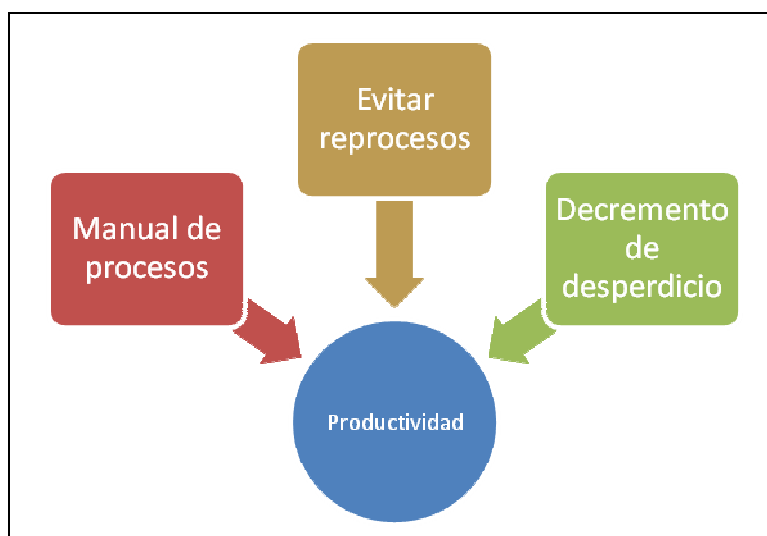 Evitar
reprocesos
Manual de
procesos
Decremento
de
desperdicio
Productividad